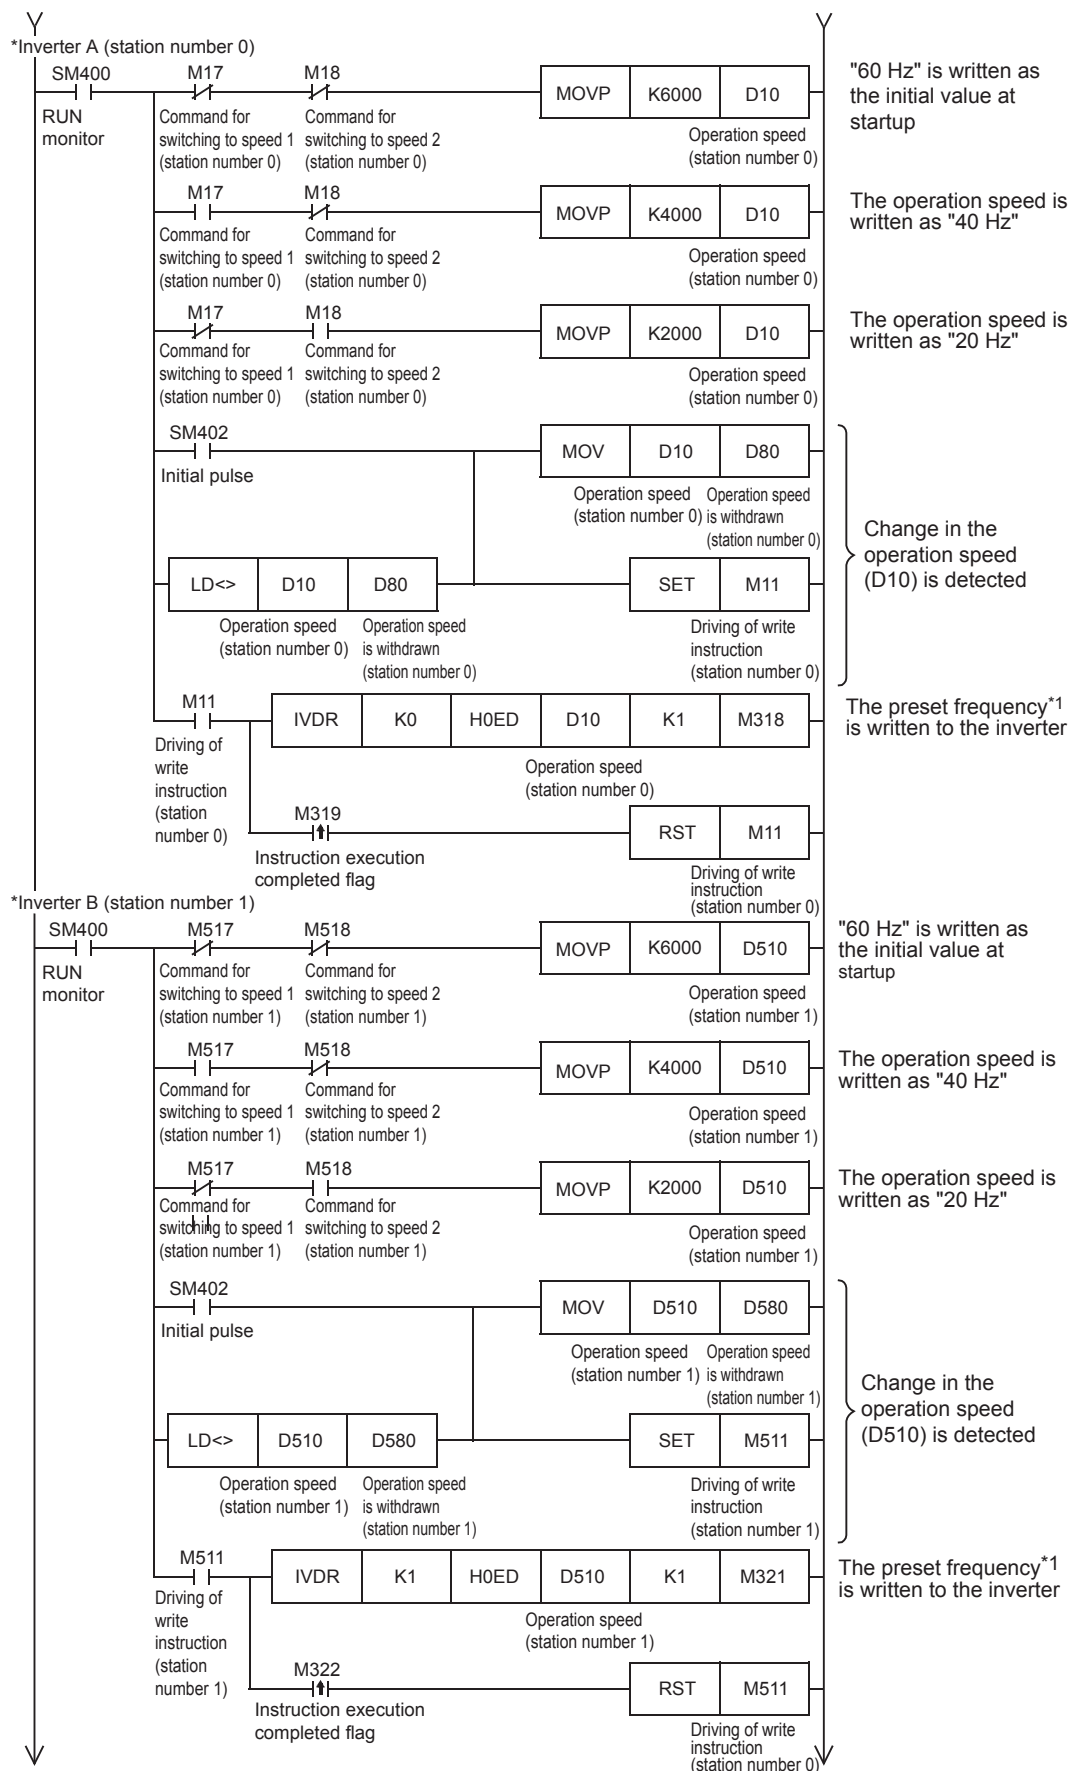 *Inverter A (station number 0)
SM400 M17 M18
MOVP K6000 D10
RUN
monitor
Command for
switching to speed 1
(station number 0)
Command for
switching to speed 2
(station number 0)
Operation speed
(station number 0)
"60 Hz" is written as
the initial value at
startup
M17 M18
MOVP K4000 D10
Command for
switching to speed 1
(station number 0)
Command for
switching to speed 2
(station number 0)
Operation speed
(station number 0)
The operation speed is
written as "40 Hz"
M17 M18
MOVP K2000 D10
Command for
switching to speed 1
(station number 0)
Command for
switching to speed 2
(station number 0)
Operation speed
(station number 0)
The operation speed is
written as "20 Hz"
SM402
MOV D10 D80
Initial pulse
Operation speed
(station number 0)
Operation speed
is withdrawn
(station number 0)
Change in the
operation speed
(D10) is detected
LD<> D10 D80
SET M11
Operation speed
(station number 0)
Operation speed
is withdrawn
(station number 0)
Driving of write
instruction
(station number 0)
M11
IVDR K0 H0ED D10 K1 M318
The preset frequency*1
is written to the inverter
Driving of
write
instruction
(station
number 0)
Operation speed
(station number 0)
M319
RST M11
Instruction execution
completed flag
Driving of write
instruction
(station number 0)
*Inverter B (station number 1)
SM400 M517 M518
MOVP K6000 D510
RUN
monitor
Command for
switching to speed 1
(station number 1)
Command for
switching to speed 2
(station number 1)
Operation speed
(station number 1)
"60 Hz" is written as
the initial value at
startup
M517 M518
MOVP K4000 D510
Command for
switching to speed 1
(station number 1)
Command for
switching to speed 2
(station number 1)
Operation speed
(station number 1)
The operation speed is
written as "40 Hz"
M517 M518
MOVP K2000 D510
Command for
switching to speed 1
(station number 1)
Command for
switching to speed 2
(station number 1)
Operation speed
(station number 1)
The operation speed is
written as "20 Hz"
SM402
MOV D510 D580
Initial pulse
Operation speed
(station number 1)
Operation speed
is withdrawn
(station number 1)
Change in the
operation speed
(D510) is detected
LD<> D510 D580
SET M511
Operation speed
(station number 1)
Operation speed
is withdrawn
(station number 1)
Driving of write
instruction
(station number 1)
M511
IVDR K1 H0ED D510 K1 M321
The preset frequency*1
is written to the inverter
Driving of
write
instruction
(station
number 1)
Operation speed
(station number 1)
M322
RST M511
Instruction execution
completed flag
Driving of write
instruction
(station number 0)